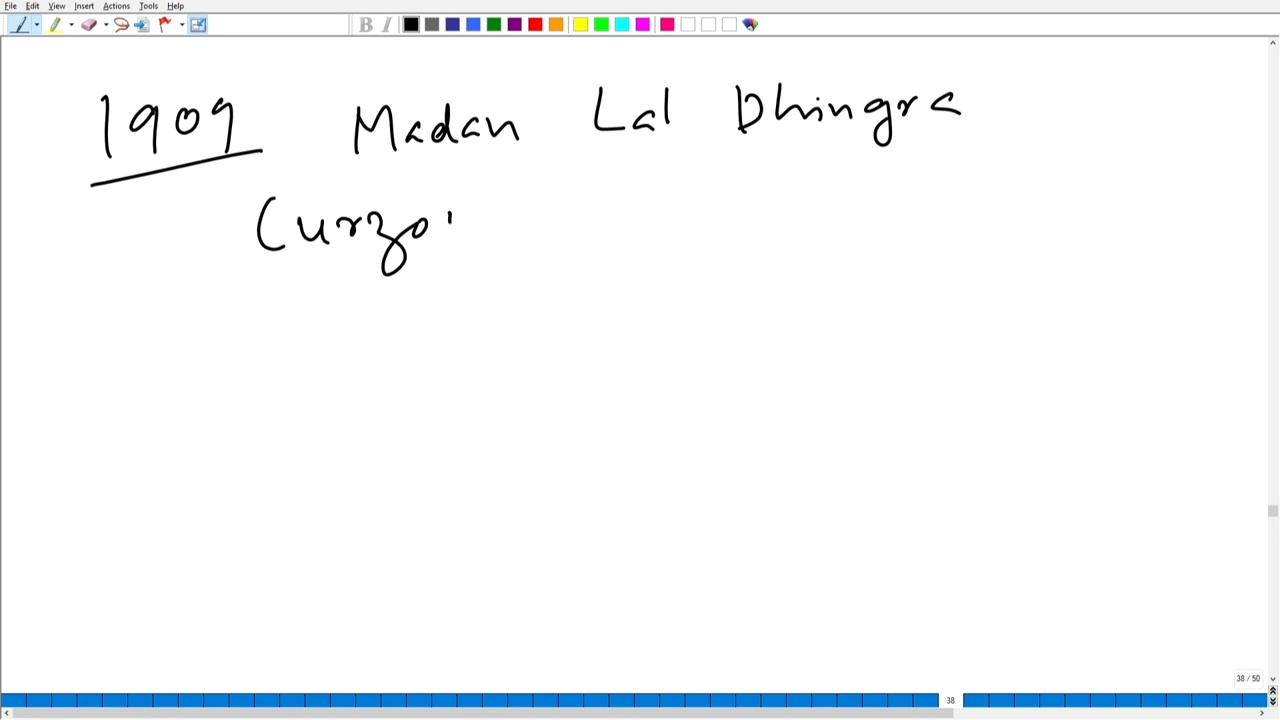 File Edit View Insert Actions Tools Help
B I
1909 Madan Lal Dhingra
Curzo
38 / 50
38